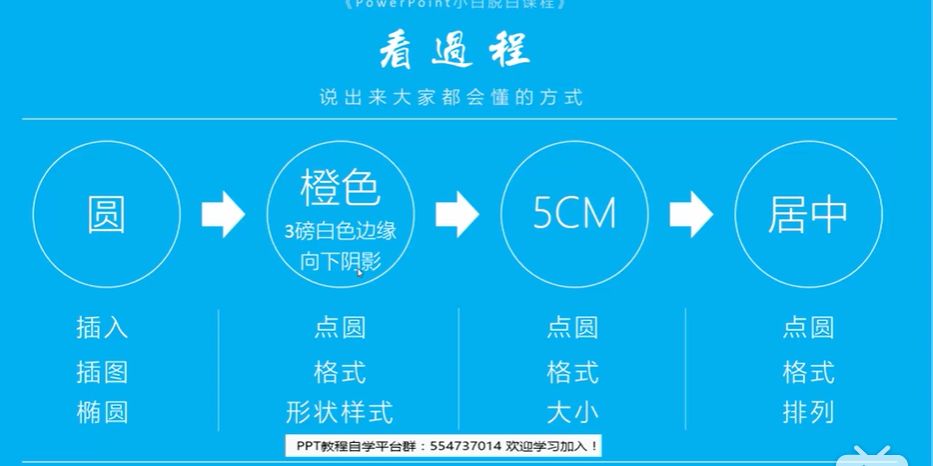 《PowerPoint小白脱白课程》
看過程
说出来大家都会懂的方式
圆
橙色
3磅白色边缘
向下阴影
5CM
居中
插入
插图
椭圆
点圆
格式
形状样式
点圆
格式
大小
点圆
格式
排列
PPT教程自学平台群：554737014 欢迎学习加入！